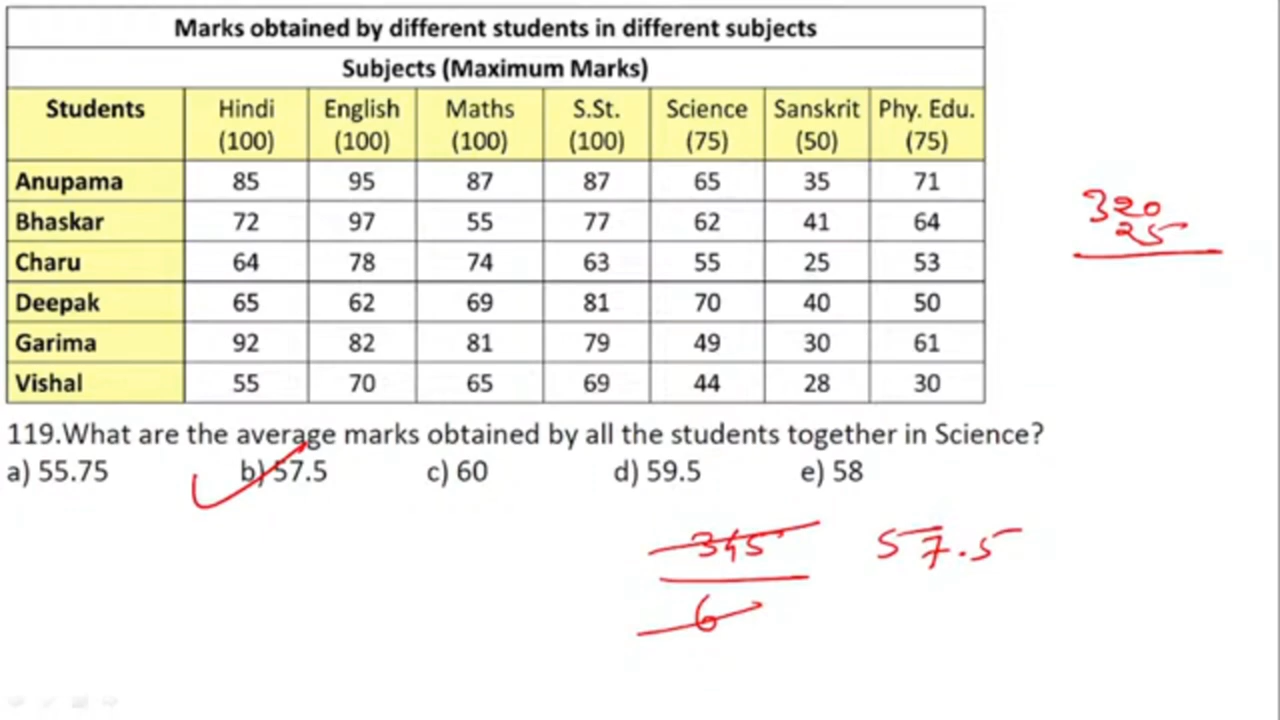 Marks obtained by different students in different subjects
Subjects (Maximum Marks)
Students Hindi (100) English (100) Maths (100) S.St. (100) Science (75) Sanskrit (50) Phy. Edu. (75)
Anupama 85 95 87 87 65 35 71
Bhaskar 72 97 55 77 62 41 64
Charu 64 78 74 63 55 25 53
Deepak 65 62 69 81 70 40 50
Garima 92 82 81 79 49 30 61
Vishal 55 70 65 69 44 28 30
320
25
119.What are the average marks obtained by all the students together in Science?
a) 55.75 b) 57.5 c) 60 d) 59.5 e) 58
345 57.5
6